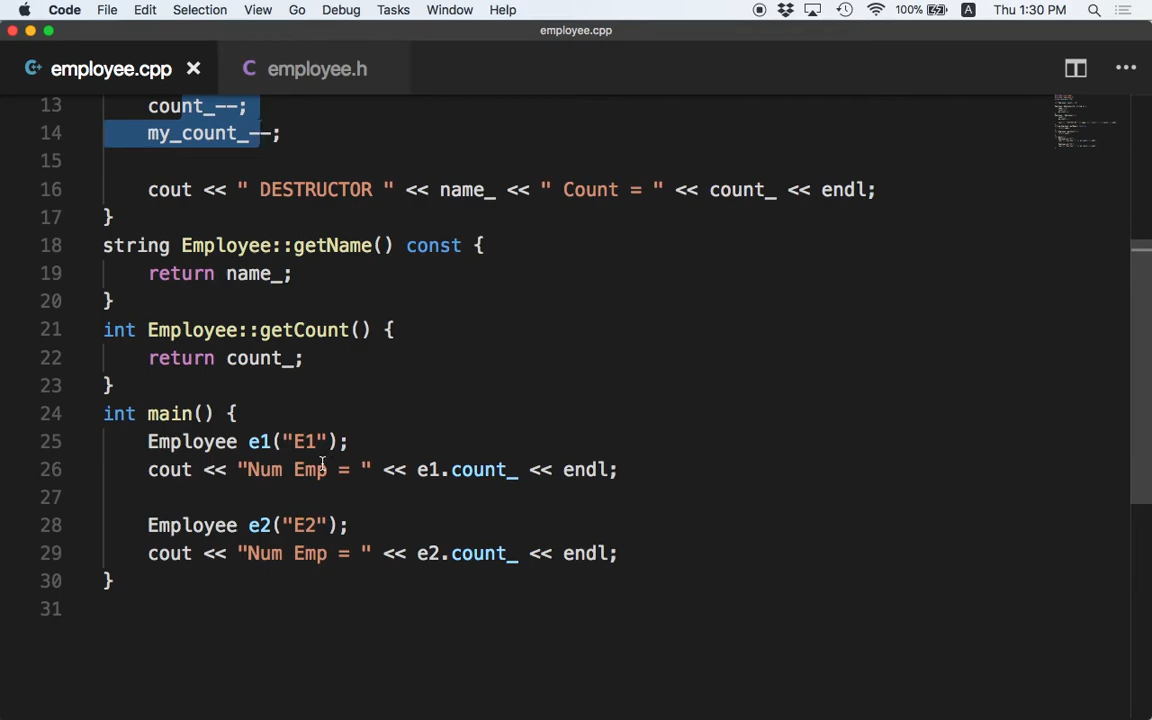 Code File Edit Selection View Go Debug Tasks Window Help 100% A Thu 1:30 PM
employee.cpp
employee.cpp employee.h
13 count_--;
14 my_count_--;
15
16 cout << " DESTRUCTOR " << name_ << " Count = " << count_ << endl;
17 }
18 string Employee::getName() const {
19 return name_;
20 }
21 int Employee::getCount() {
22 return count_;
23 }
24 int main() {
25 Employee e1("E1");
26 cout << "Num Emp = " << e1.count_ << endl;
27
28 Employee e2("E2");
29 cout << "Num Emp = " << e2.count_ << endl;
30 }
31